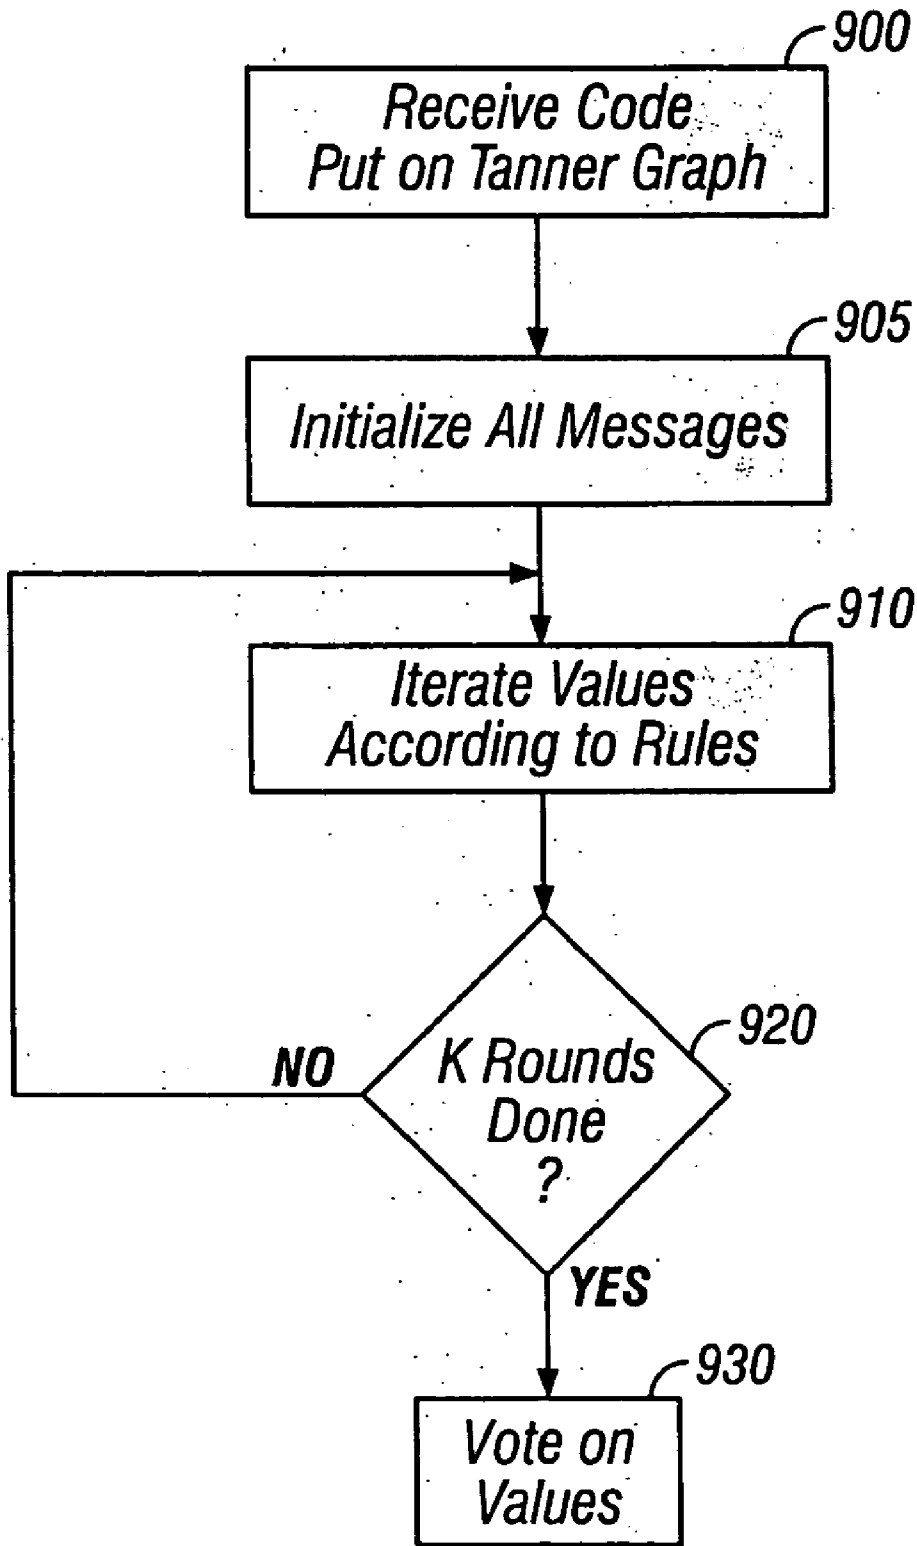 900
Receive Code
Put on Tanner Graph
905
Initialize All Messages
910
Iterate Values
According to Rules
920
K Rounds
Done
?
NO
YES
930
Vote on
Values